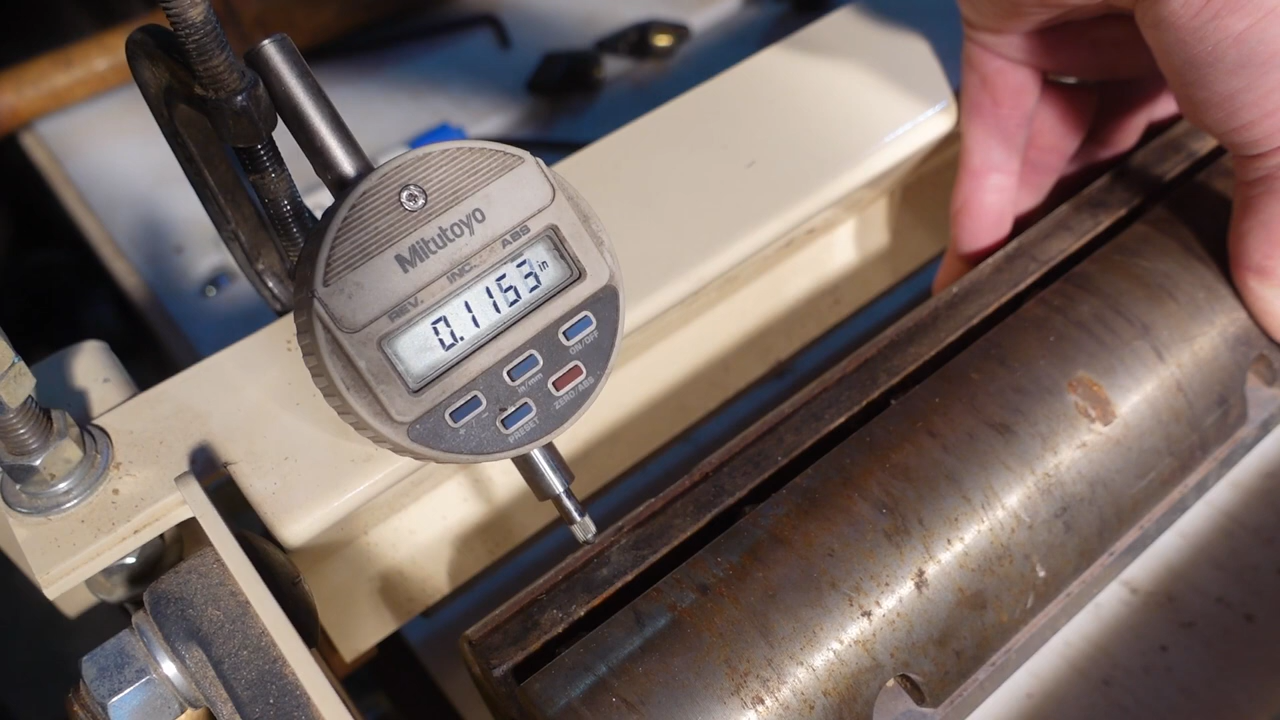 Mitutoyo
REV. INC. ABS
0.1163 in
ON/OFF
in/mm
ZERO/ABS
PRESET